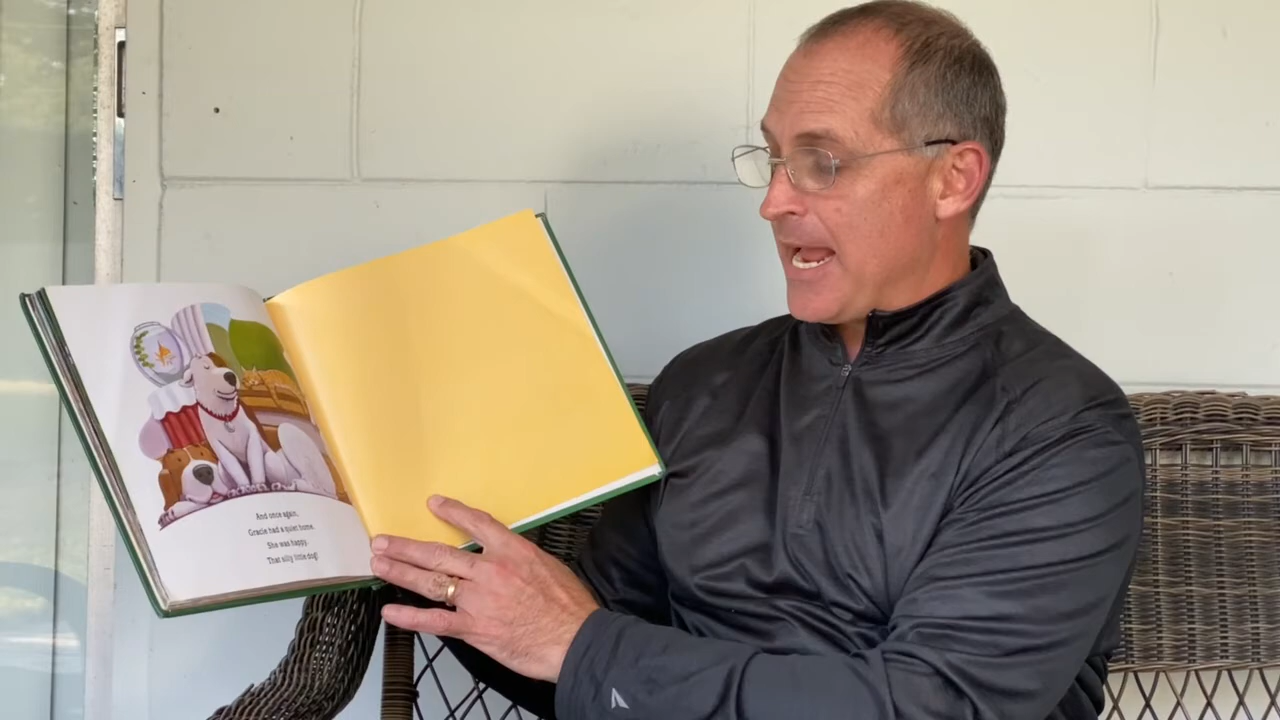 And once again,
Gracie had a quiet home.
She was happy.
That silly little dog!